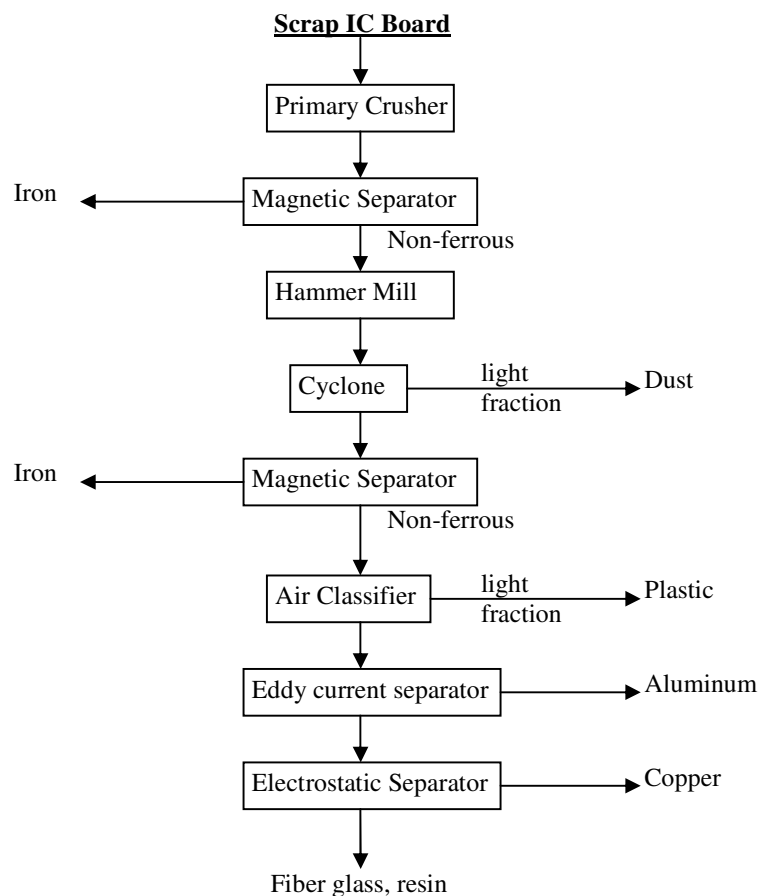 Scrap IC Board
Primary Crusher
Iron
Magnetic Separator
Non-ferrous
Hammer Mill
Cyclone
light
fraction
Dust
Iron
Magnetic Separator
Non-ferrous
Air Classifier
light
fraction
Plastic
Eddy current separator
Aluminum
Electrostatic Separator
Copper
Fiber glass, resin